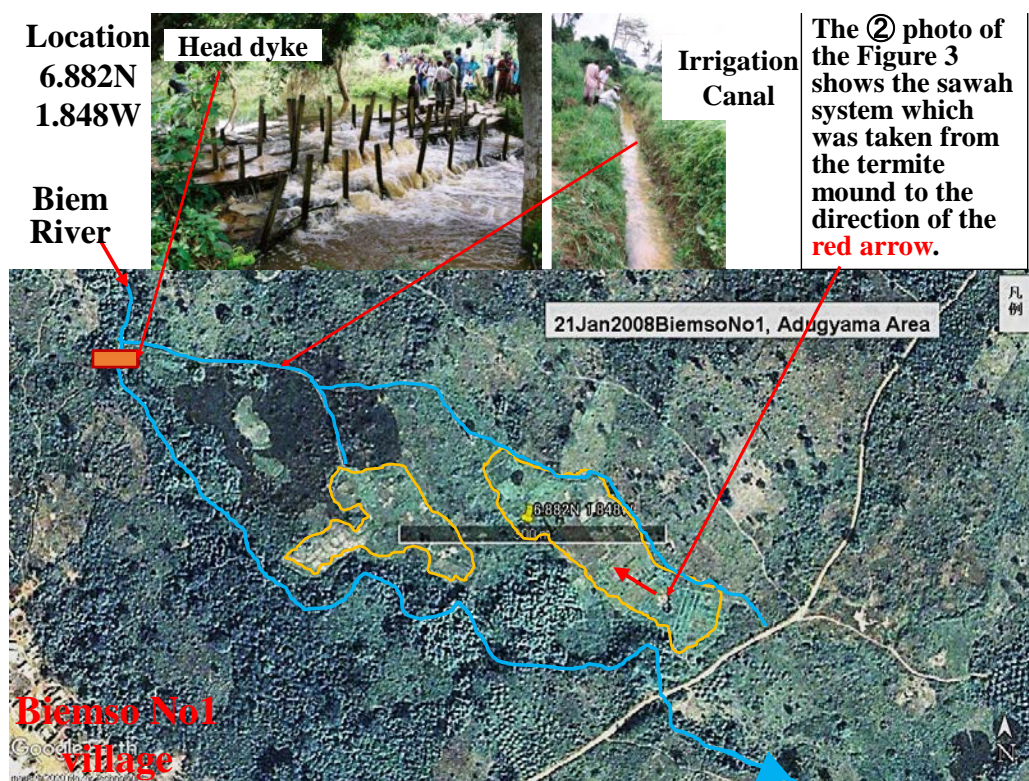 Location
6.882N
1.848W
Head dyke
Irrigation
Canal
The ② photo of
the Figure 3
shows the sawah
system which
was taken from
the termite
mound to the
direction of the
red arrow.
Biem
River
凡
例
21Jan2008BiemsoNo1, Adugyama Area
6.882N 1.848W
Biemso No1
village
Google Earth
N